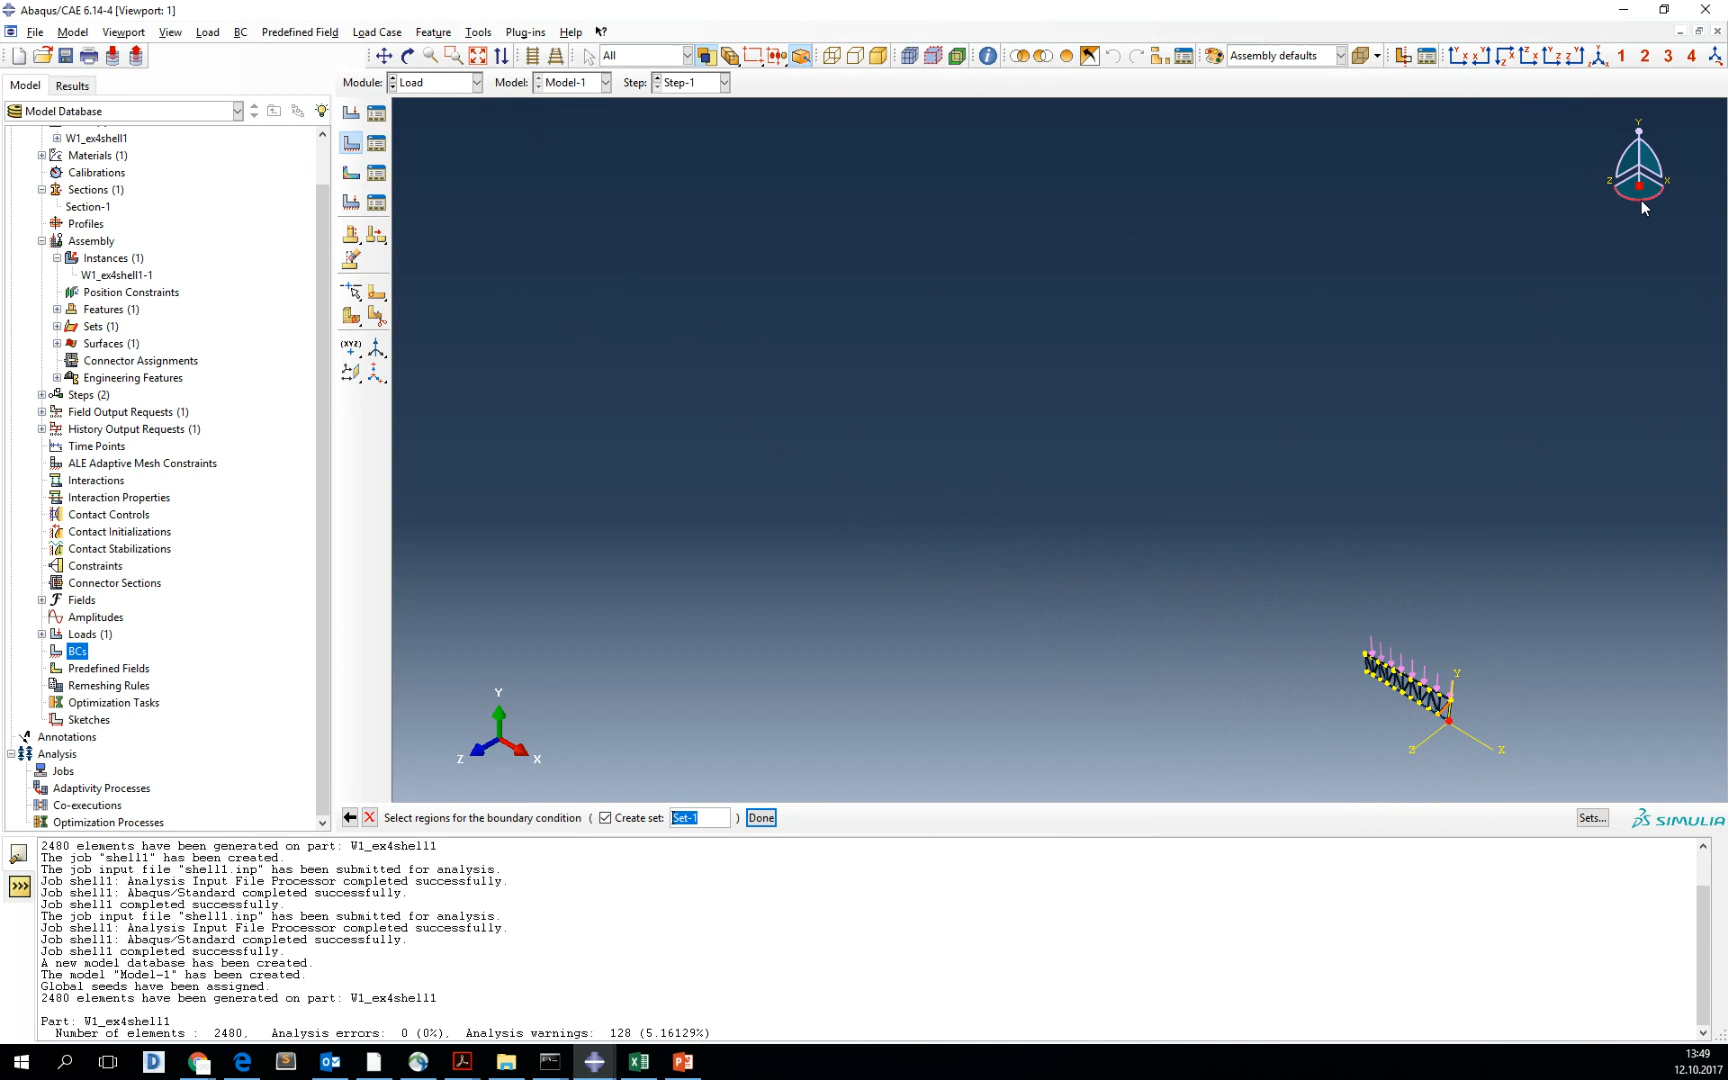 Abaqus/CAE 6.14-4 [Viewport: 1]
File Model Viewport View Load BC Predefined Field Load Case Feature Tools Plug-ins Help
All
Assembly defaults
1 2 3 4
Model Results
Module: Load Model: Model-1 Step: Step-1
Model Database
W1_ex4shell1
Materials (1)
Calibrations
Sections (1)
Section-1
Profiles
Assembly
Instances (1)
W1_ex4shell1-1
Position Constraints
Features (1)
Sets (1)
Surfaces (1)
Connector Assignments
Engineering Features
Steps (2)
Field Output Requests (1)
History Output Requests (1)
Time Points
ALE Adaptive Mesh Constraints
Interactions
Interaction Properties
Contact Controls
Contact Initializations
Contact Stabilizations
Constraints
Connector Sections
Fields
Amplitudes
Loads (1)
BCs
Predefined Fields
Remeshing Rules
Optimization Tasks
Sketches
Annotations
Analysis
Jobs
Adaptivity Processes
Co-executions
Optimization Processes
(XYZ)
Y
Z
X
Y
Z
X
Y
Z
X
Select regions for the boundary condition ( Create set: Set-1 ) Done
Sets...
SIMULIA
2480 elements have been generated on part: W1_ex4shell1
The job "shell1" has been created.
The job input file "shell1.inp" has been submitted for analysis.
Job shell1: Analysis Input File Processor completed successfully.
Job shell1: Abaqus/Standard completed successfully.
Job shell1 completed successfully.
The job input file "shell1.inp" has been submitted for analysis.
Job shell1: Analysis Input File Processor completed successfully.
Job shell1: Abaqus/Standard completed successfully.
Job shell1 completed successfully.
A new model database has been created.
The model "Model-1" has been created.
Global seeds have been assigned.
2480 elements have been generated on part: W1_ex4shell1
Part: W1_ex4shell1
Number of elements : 2480, Analysis errors: 0 (0%), Analysis warnings: 128 (5.16129%)
13:49
12.10.2017